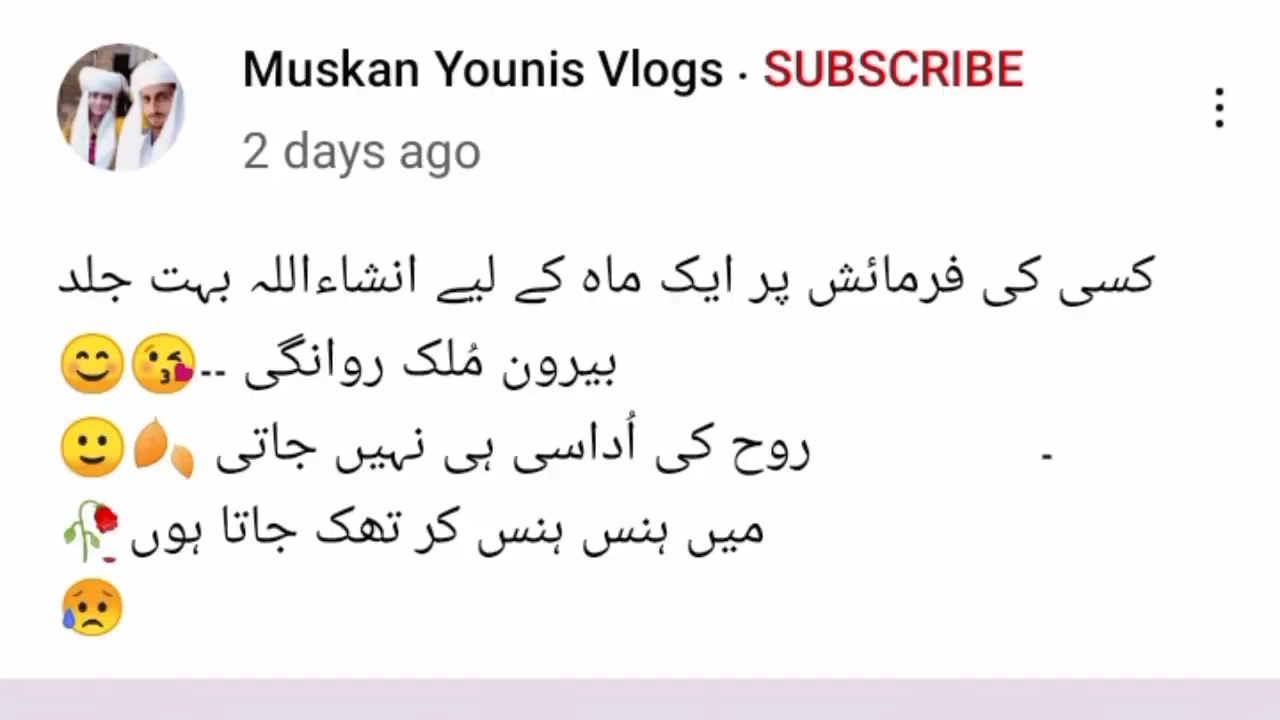 Muskan Younis Vlogs · SUBSCRIBE
2 days ago
کسی کی فرمائش پر ایک ماہ کے لیے انشاءاللہ بہت جلد
بیرون مُلک روانگی --😘😊
- روح کی اُداسی ہی نہیں جاتی 🍂🙂
میں ہنس ہنس کر تھک جاتا ہوں 🥀
😥